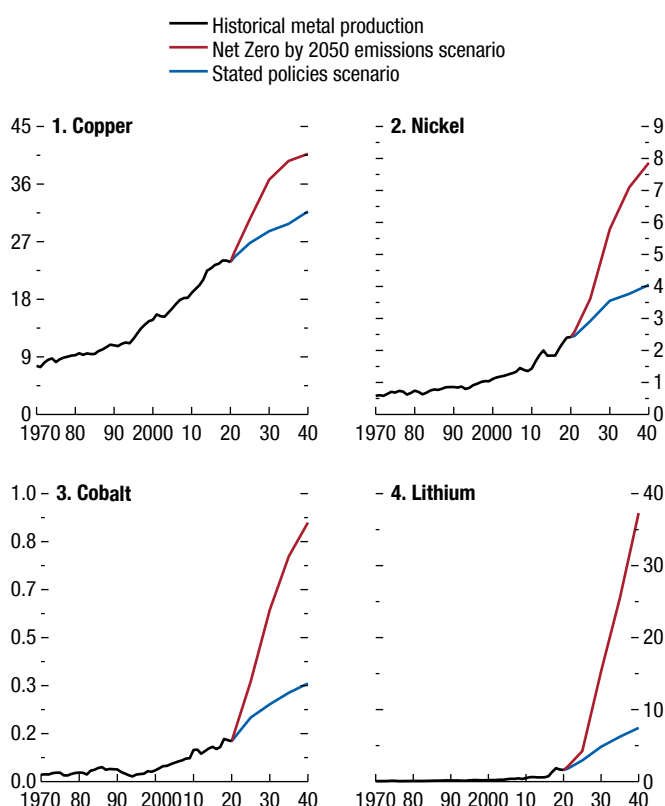 Historical metal production
Net Zero by 2050 emissions scenario
Stated policies scenario
1. Copper
45
36
27
18
9
0
1970 80 90 2000 10 20 30 40
2. Nickel
9
8
7
6
5
4
3
2
1
0
1970 80 90 2000 10 20 30 40
3. Cobalt
1.0
0.8
0.7
0.5
0.3
0.2
0.0
1970 80 90 2000 10 20 30 40
4. Lithium
40
30
20
10
0
1970 80 90 2000 10 20 30 40